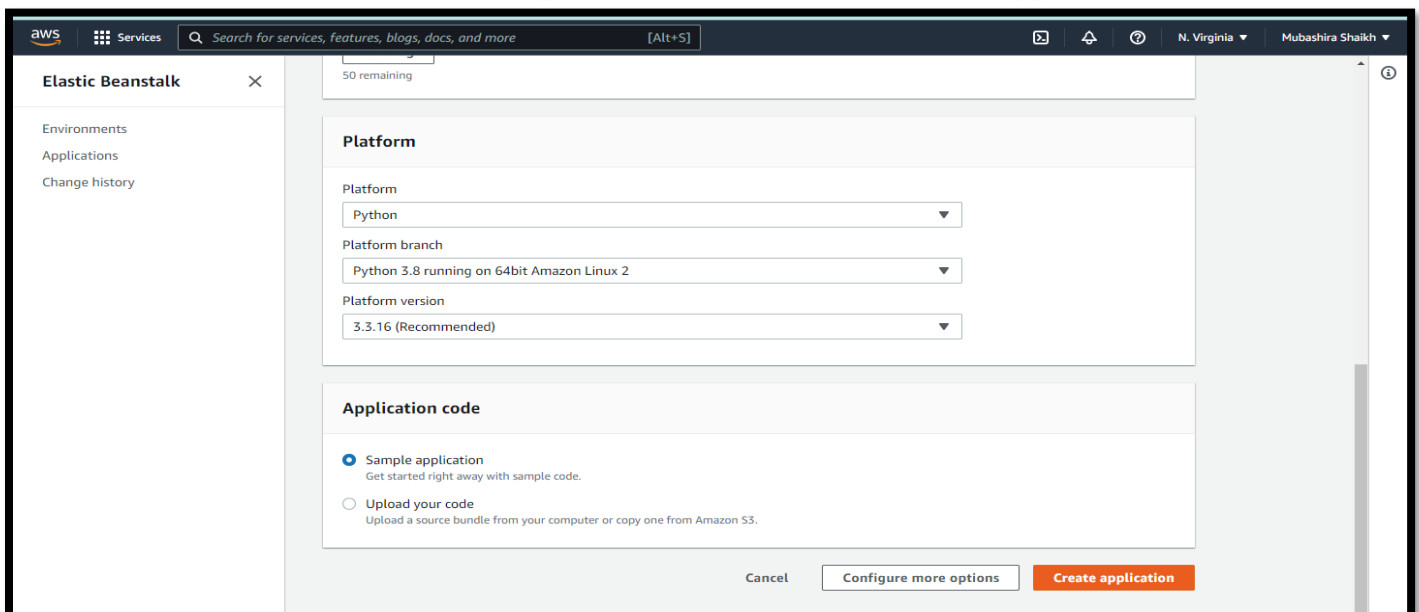 aws
Services
Search for services, features, blogs, docs, and more
[Alt+S]
N. Virginia
Mubashira Shaikh
Elastic Beanstalk
Environments
Applications
Change history
50 remaining
Platform
Platform
Python
Platform branch
Python 3.8 running on 64bit Amazon Linux 2
Platform version
3.3.16 (Recommended)
Application code
Sample application
Get started right away with sample code.
Upload your code
Upload a source bundle from your computer or copy one from Amazon S3.
Cancel
Configure more options
Create application